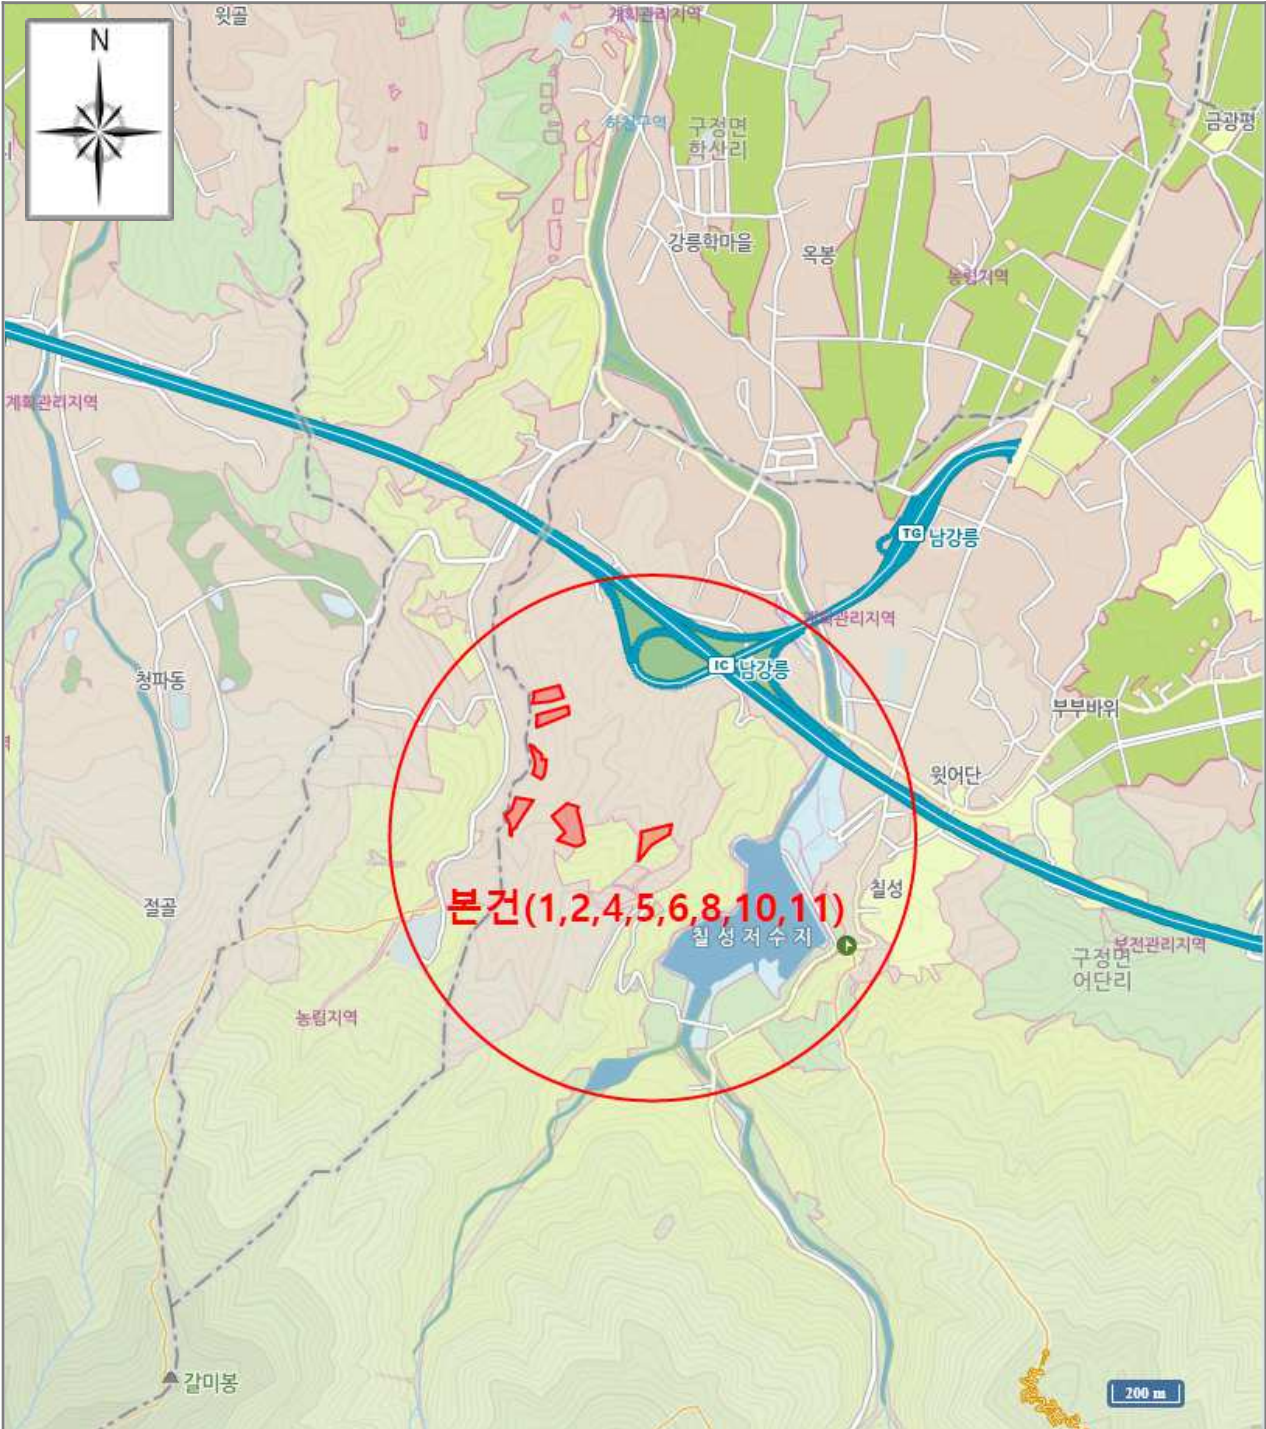 윗골
계획관리지역
N
하천구역
구정면
학산리
금광평
강릉학마을
옥봉
농림지역
계획관리지역
TG 남강릉
계획관리지역
IC 남강릉
청파동
부부바위
윗어단
칠성
절골
본건(1,2,4,5,6,8,10,11)
칠성저수지
보전관리지역
구정면
어단리
농림지역
갈미봉
200 m